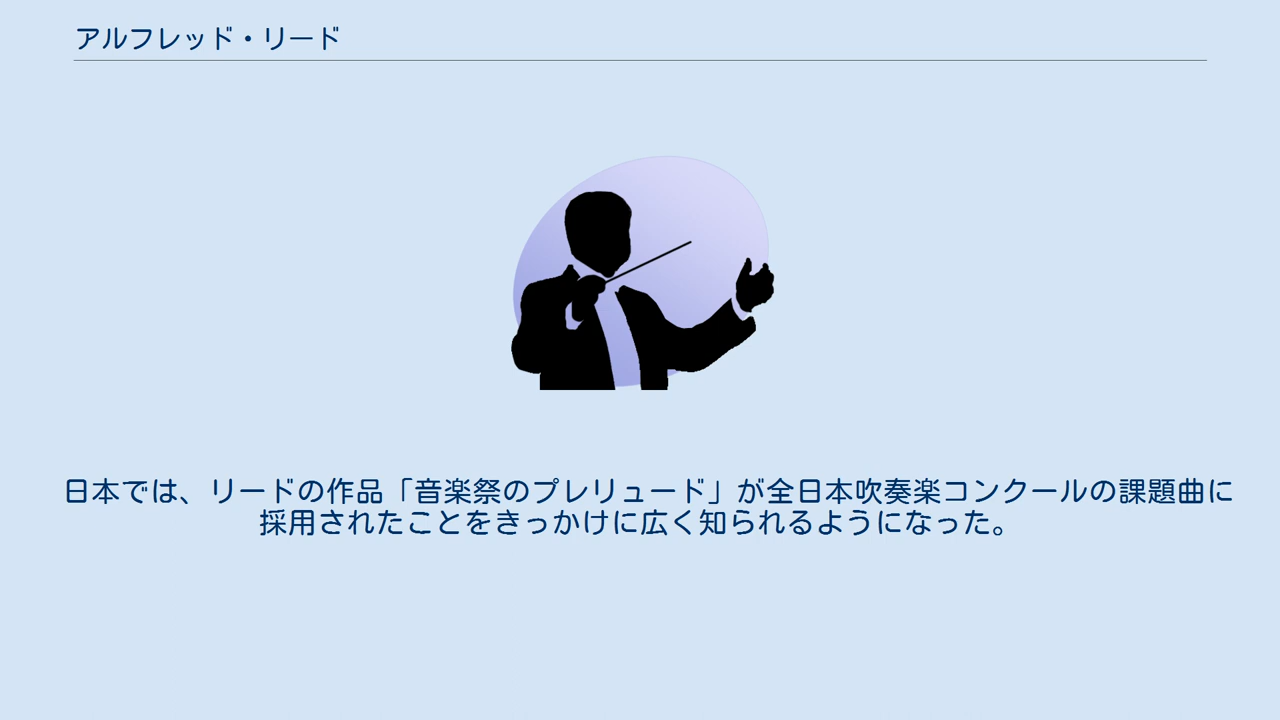 アルフレッド・リード
日本では、リードの作品「音楽祭のプレリュード」が全日本吹奏楽コンクールの課題曲に
採用されたことをきっかけに広く知られるようになった。